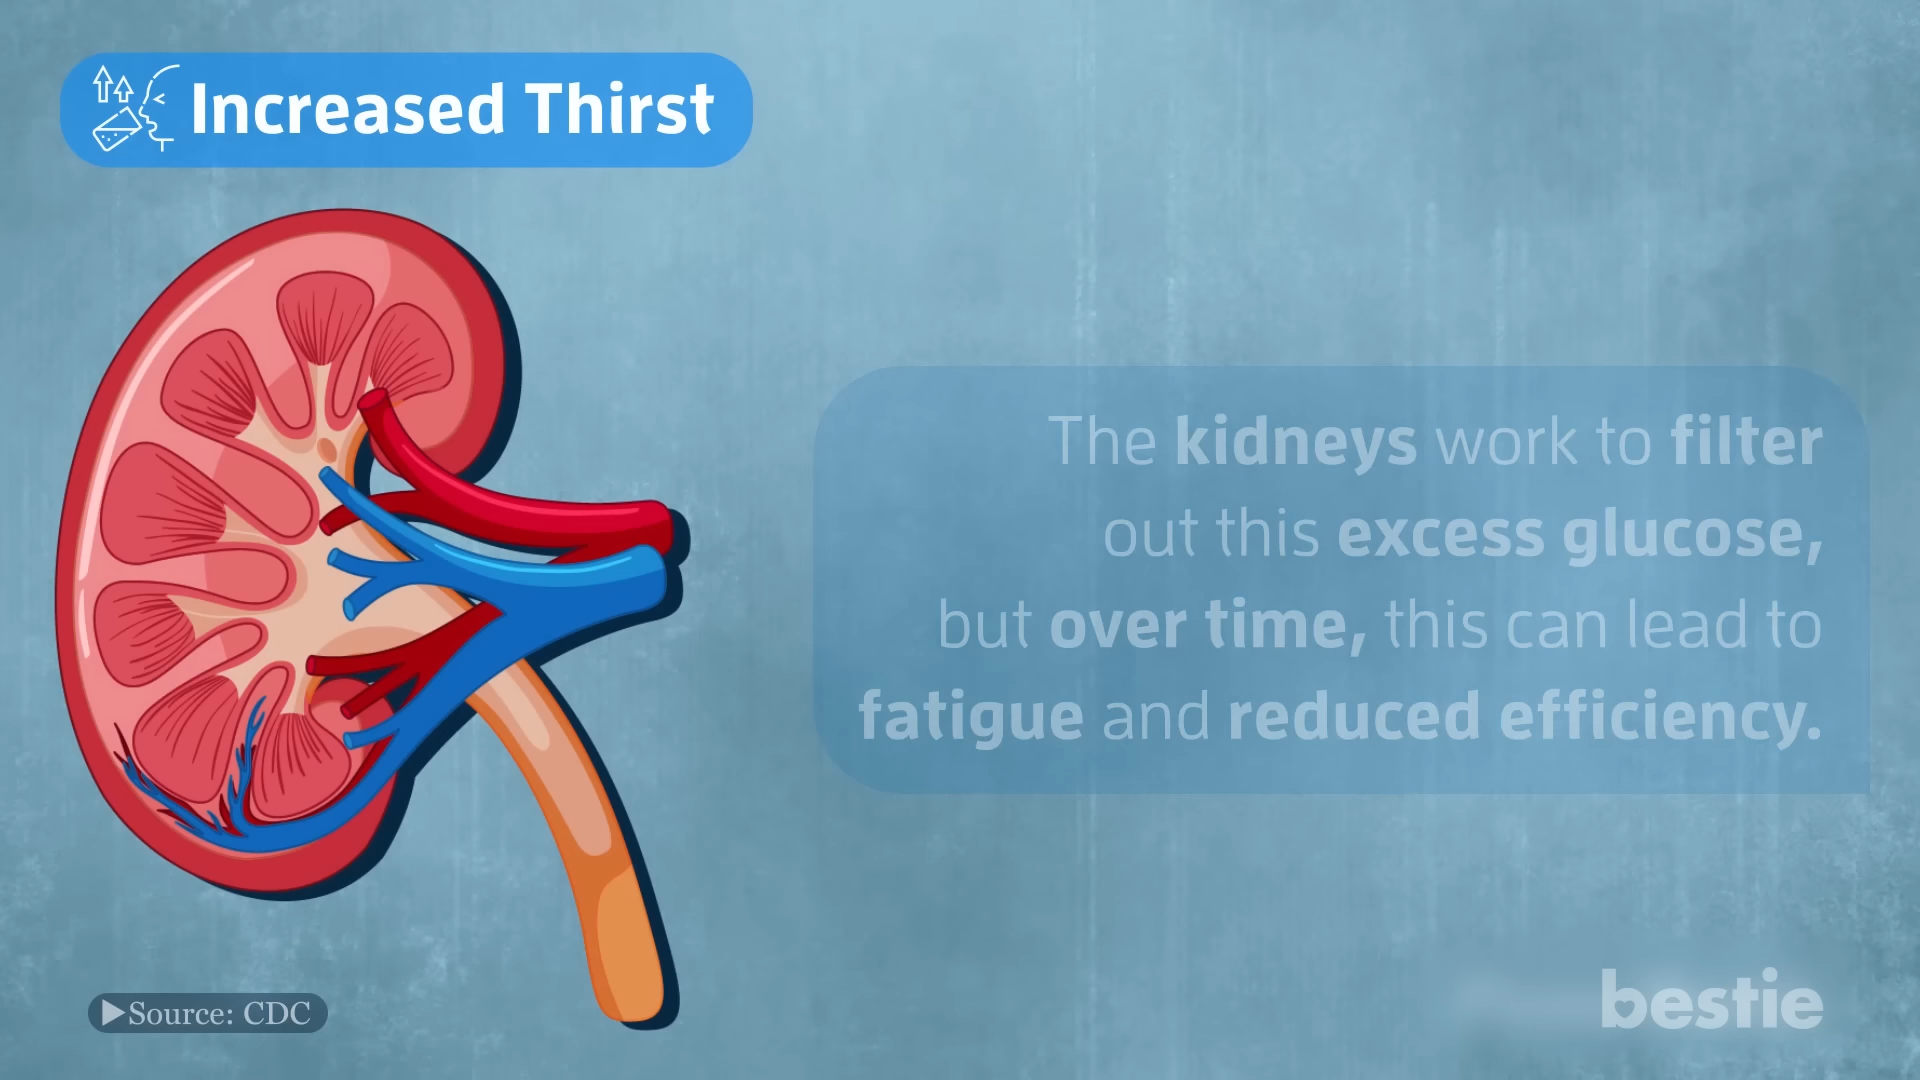 Increased Thirst
The kidneys work to filter
out this excess glucose,
but over time, this can lead to
fatigue and reduced efficiency.
Source: CDC
bestie